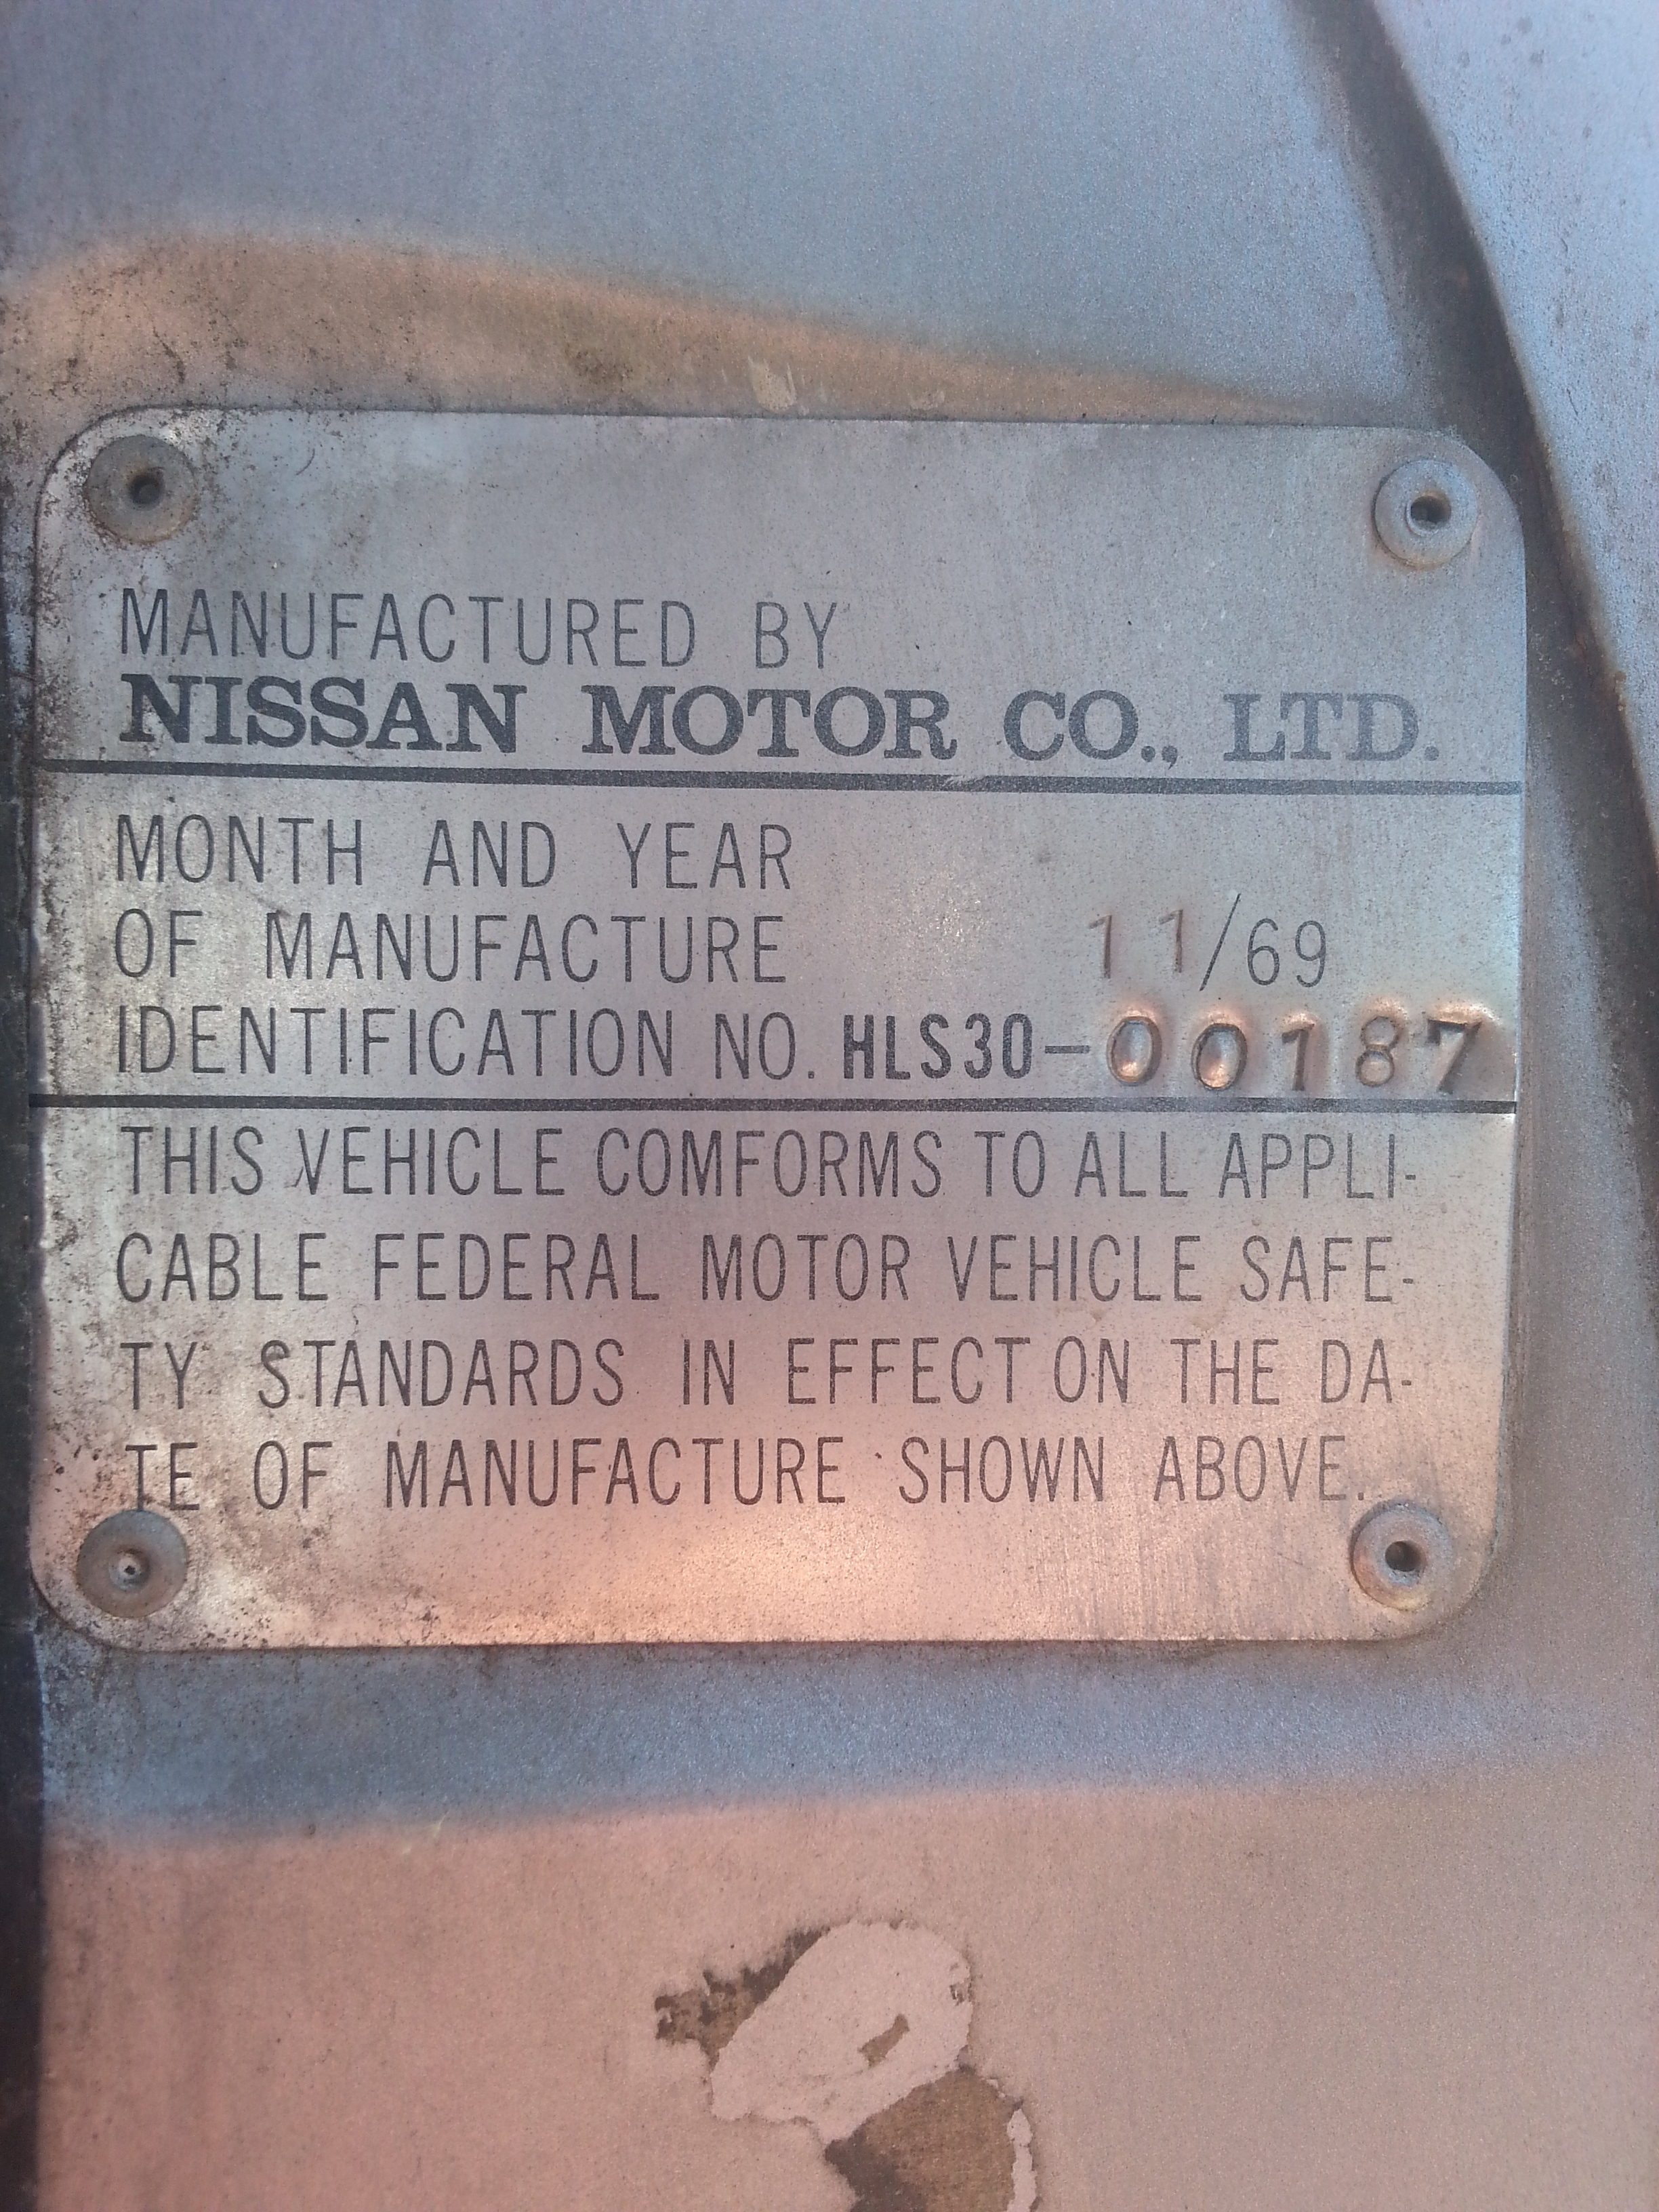 MANUFACTURED BY
NISSAN MOTOR CO., LTD.
MONTH AND YEAR
OF MANUFACTURE 11/69
IDENTIFICATION NO. HLS30-00187
THIS VEHICLE COMFORMS TO ALL APPLI-
CABLE FEDERAL MOTOR VEHICLE SAFE-
TY STANDARDS IN EFFECT ON THE DA-
TE OF MANUFACTURE SHOWN ABOVE.